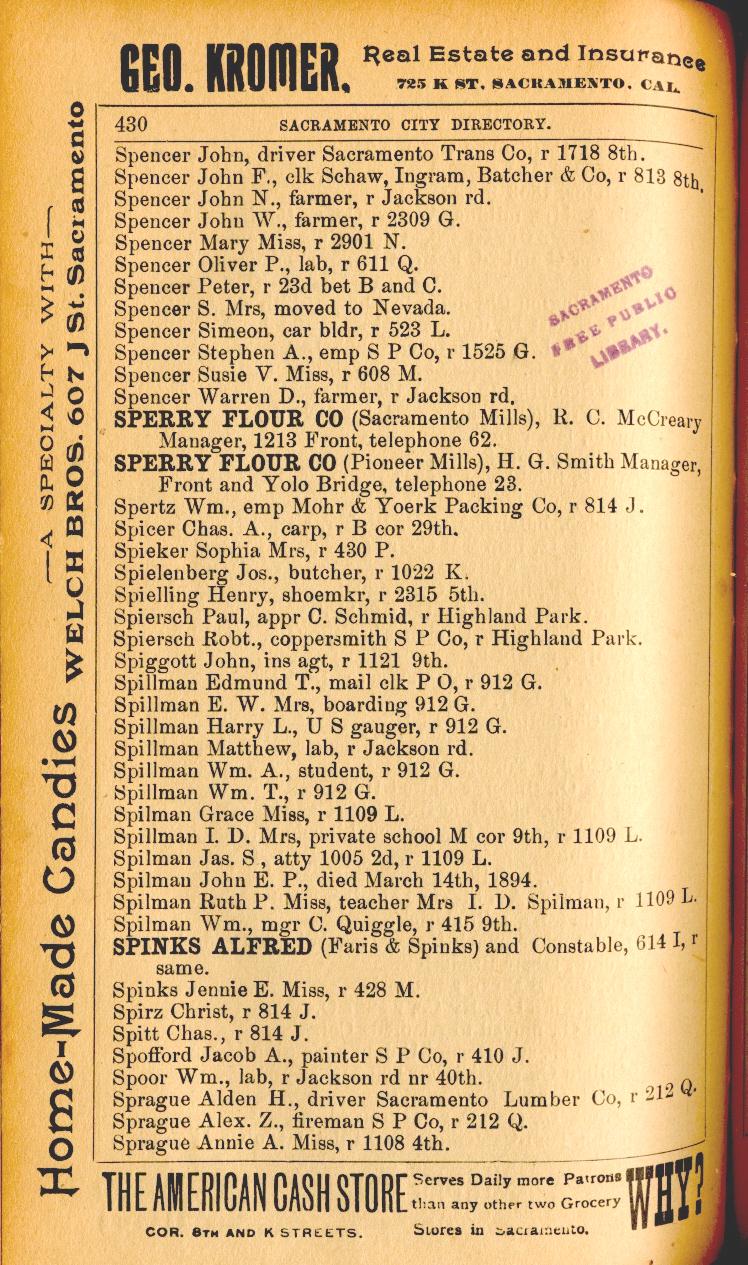 GEO. KROMER, Real Estate and Insurance
725 K ST. SACRAMENTO. CAL.
430 SACRAMENTO CITY DIRECTORY.
Spencer John, driver Sacramento Trans Co, r 1718 8th.
Spencer John F., clk Schaw, Ingram, Batcher & Co, r 813 8th.
Spencer John N., farmer, r Jackson rd.
Spencer John W., farmer, r 2309 G.
Spencer Mary Miss, r 2901 N.
Spencer Oliver P., lab, r 611 Q.
Spencer Peter, r 23d bet B and C.
Spencer S. Mrs, moved to Nevada.
Spencer Simeon, car bldr, r 523 L.
Spencer Stephen A., emp S P Co, r 1525 G.
Spencer Susie V. Miss, r 608 M.
Spencer Warren D., farmer, r Jackson rd.
SPERRY FLOUR CO (Sacramento Mills), R. C. McCreary
Manager, 1213 Front, telephone 62.
SPERRY FLOUR CO (Pioneer Mills), H. G. Smith Manager,
Front and Yolo Bridge, telephone 23.
Spertz Wm., emp Mohr & Yoerk Packing Co, r 814 J.
Spicer Chas. A., carp, r B cor 29th.
Spieker Sophia Mrs, r 430 P.
Spielenberg Jos., butcher, r 1022 K.
Spielling Henry, shoemkr, r 2315 5th.
Spiersch Paul, appr C. Schmid, r Highland Park.
Spiersch Robt., coppersmith S P Co, r Highland Park.
Spiggott John, ins agt, r 1121 9th.
Spillman Edmund T., mail clk P O, r 912 G.
Spillman E. W. Mrs, boarding 912 G.
Spillman Harry L., U S gauger, r 912 G.
Spillman Matthew, lab, r Jackson rd.
Spillman Wm. A., student, r 912 G.
Spillman Wm. T., r 912 G.
Spilman Grace Miss, r 1109 L.
Spillman I. D. Mrs, private school M cor 9th, r 1109 L.
Spilman Jas. S , atty 1005 2d, r 1109 L.
Spilman John E. P., died March 14th, 1894.
Spilman Ruth P. Miss, teacher Mrs I. D. Spilman, r 1109 L.
Spilman Wm., mgr C. Quiggle, r 415 9th.
SPINKS ALFRED (Faris & Spinks) and Constable, 614 I, r
same.
Spinks Jennie E. Miss, r 428 M.
Spirz Christ, r 814 J.
Spitt Chas., r 814 J.
Spofford Jacob A., painter S P Co, r 410 J.
Spoor Wm., lab, r Jackson rd nr 40th.
Sprague Alden H., driver Sacramento Lumber Co, r 212 Q.
Sprague Alex. Z., fireman S P Co, r 212 Q.
Sprague Annie A. Miss, r 1108 4th.
SACRAMENTO
FREE PUBLIC
LIBRARY.
Home-Made Candies
—A SPECIALTY WITH—
WELCH BROS. 607 J St. Sacramento
THE AMERICAN CASH STORE
COR. 8TH AND K STREETS.
Serves Daily more Patrons
than any other two Grocery
Stores in Sacramento.
WHY?